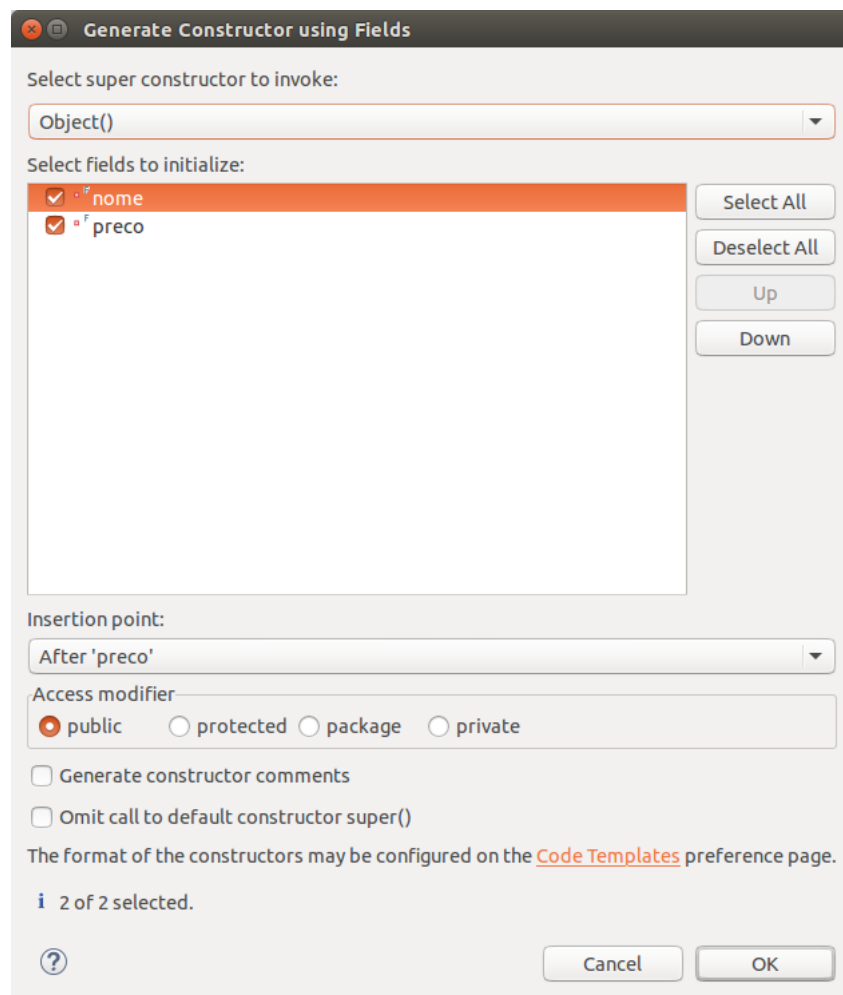 Generate Constructor using Fields
Select super constructor to invoke:
Object()
Select fields to initialize:
F nome
F preco
Select All
Deselect All
Up
Down
Insertion point:
After 'preco'
Access modifier
public protected package private
Generate constructor comments
Omit call to default constructor super()
The format of the constructors may be configured on the Code Templates preference page.
i 2 of 2 selected.
? Cancel OK